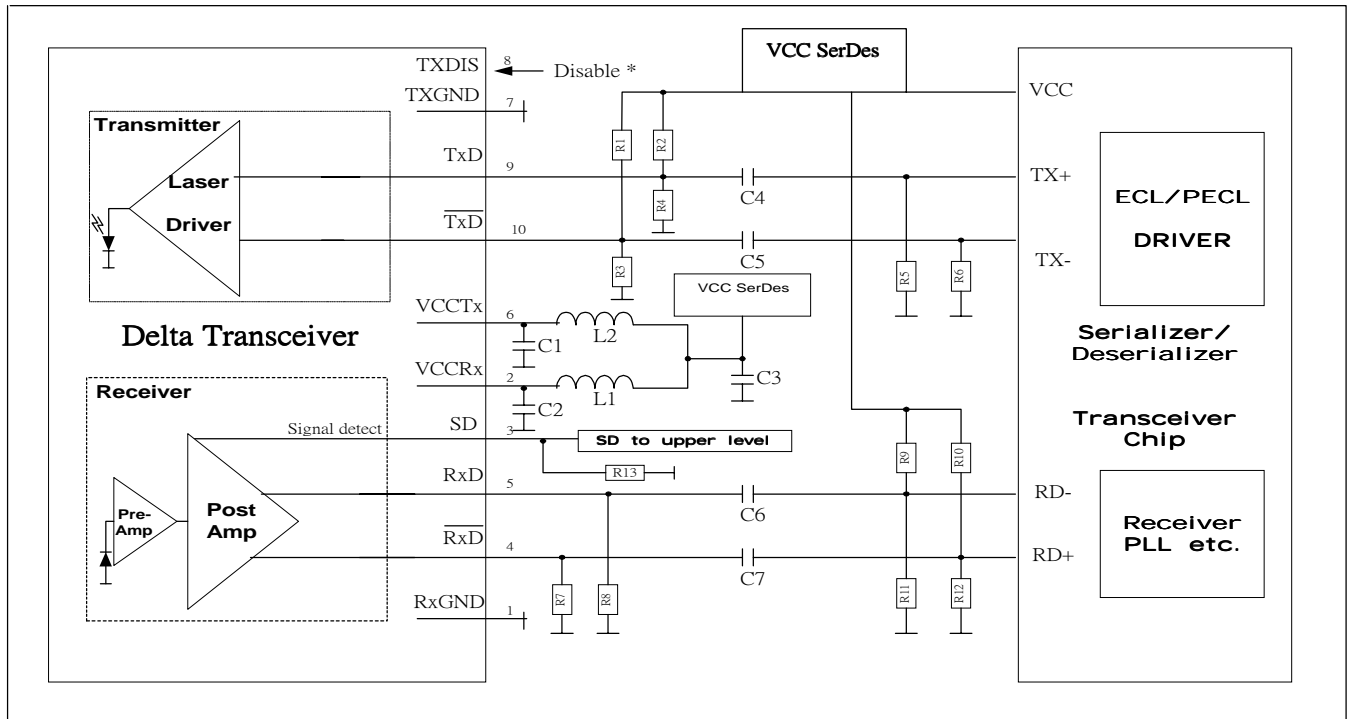 VCC SerDes
TXDIS
8
Disable *
TXGND
7
VCC
Transmitter
R1
R2
TxD
9
Laser
R4
C4
TX+
ECL/PECL
DRIVER
Driver
T̅x̅D̅
10
R3
C5
R5
R6
TX-
VCC SerDes
VCCTx
6
L2
C1
Delta Transceiver
C3
Serializer/
Deserializer
VCCRx
2
L1
C2
Receiver
Signal detect
SD
3
SD to upper level
R13
R9
R10
Transceiver
Chip
RxD
5
C6
RD-
Pre-
Amp
Post
Amp
Receiver
PLL etc.
R̅x̅D̅
4
C7
RD+
R7
R8
R11
R12
RxGND
1